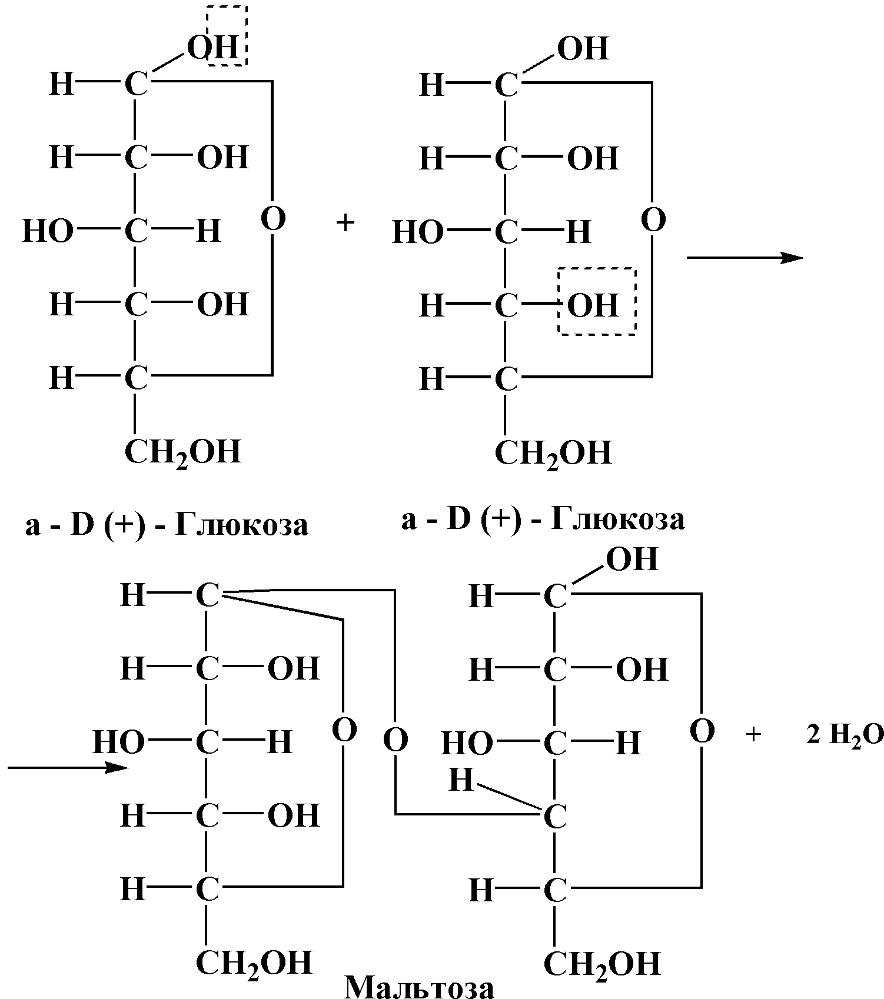 OH OH
H C H C
H C OH H C OH
HO C H O + HO C H O
H C OH H C OH
H C H C
CH₂OH CH₂OH
a - D (+) - Глюкоза a - D (+) - Глюкоза
OH
H C H C
H C OH H C OH
HO C H O O HO C H O + 2 H₂O
H
H C OH C
H C H C
CH₂OH CH₂OH
Мальтоза